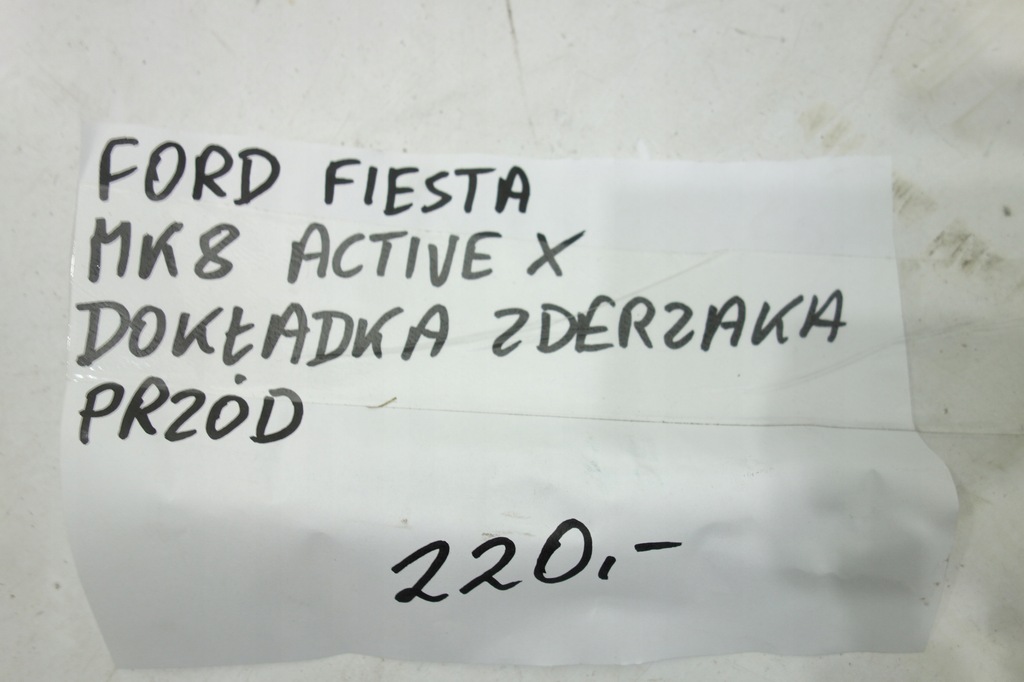 FORD FIESTA
MK8 ACTIVE X
DOKŁADKA ZDERZAKA
PRZÓD
220,-